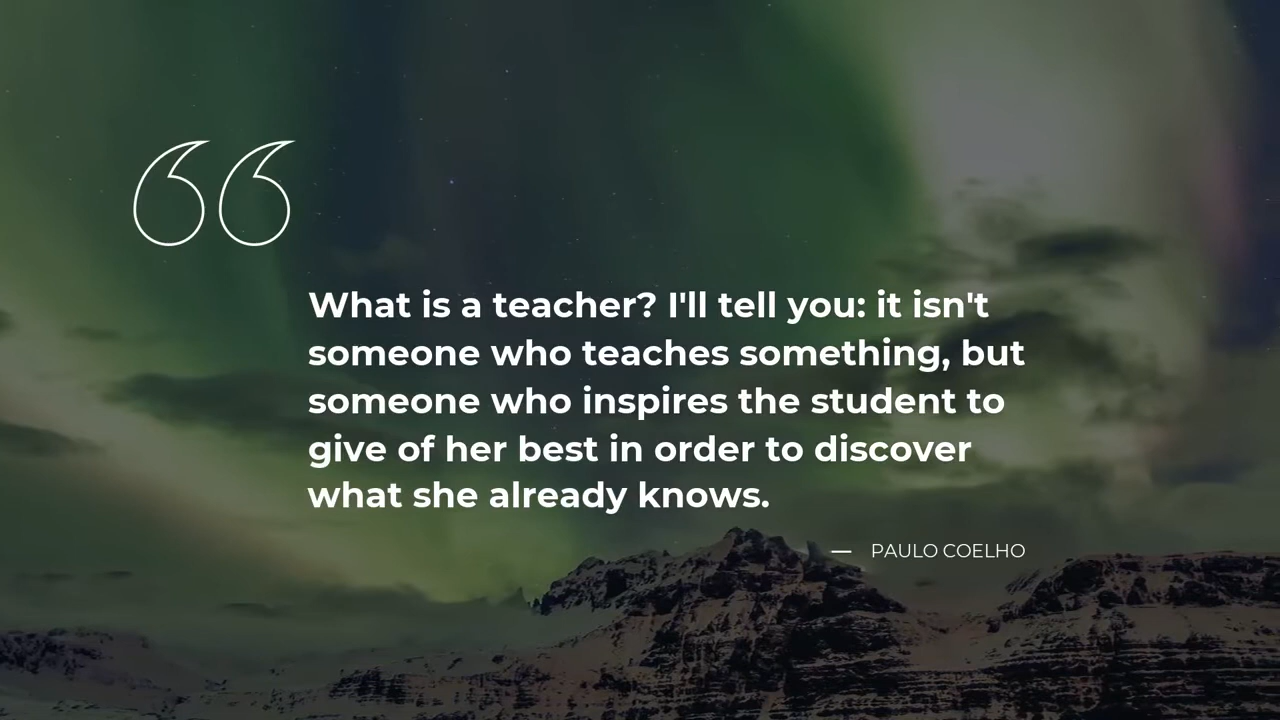 “
What is a teacher? I'll tell you: it isn't
someone who teaches something, but
someone who inspires the student to
give of her best in order to discover
what she already knows.
— PAULO COELHO